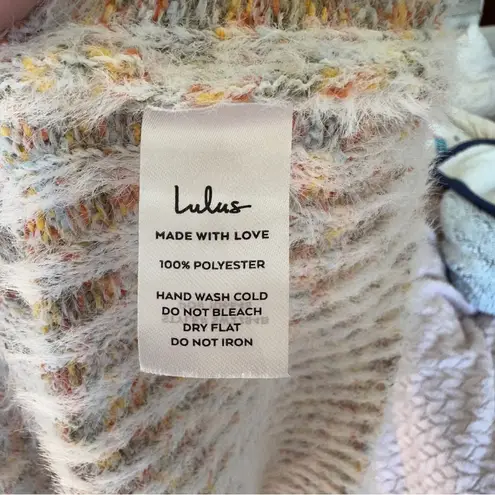 Lulus
MADE WITH LOVE
100% POLYESTER
HAND WASH COLD
DO NOT BLEACH
DRY FLAT
DO NOT IRON